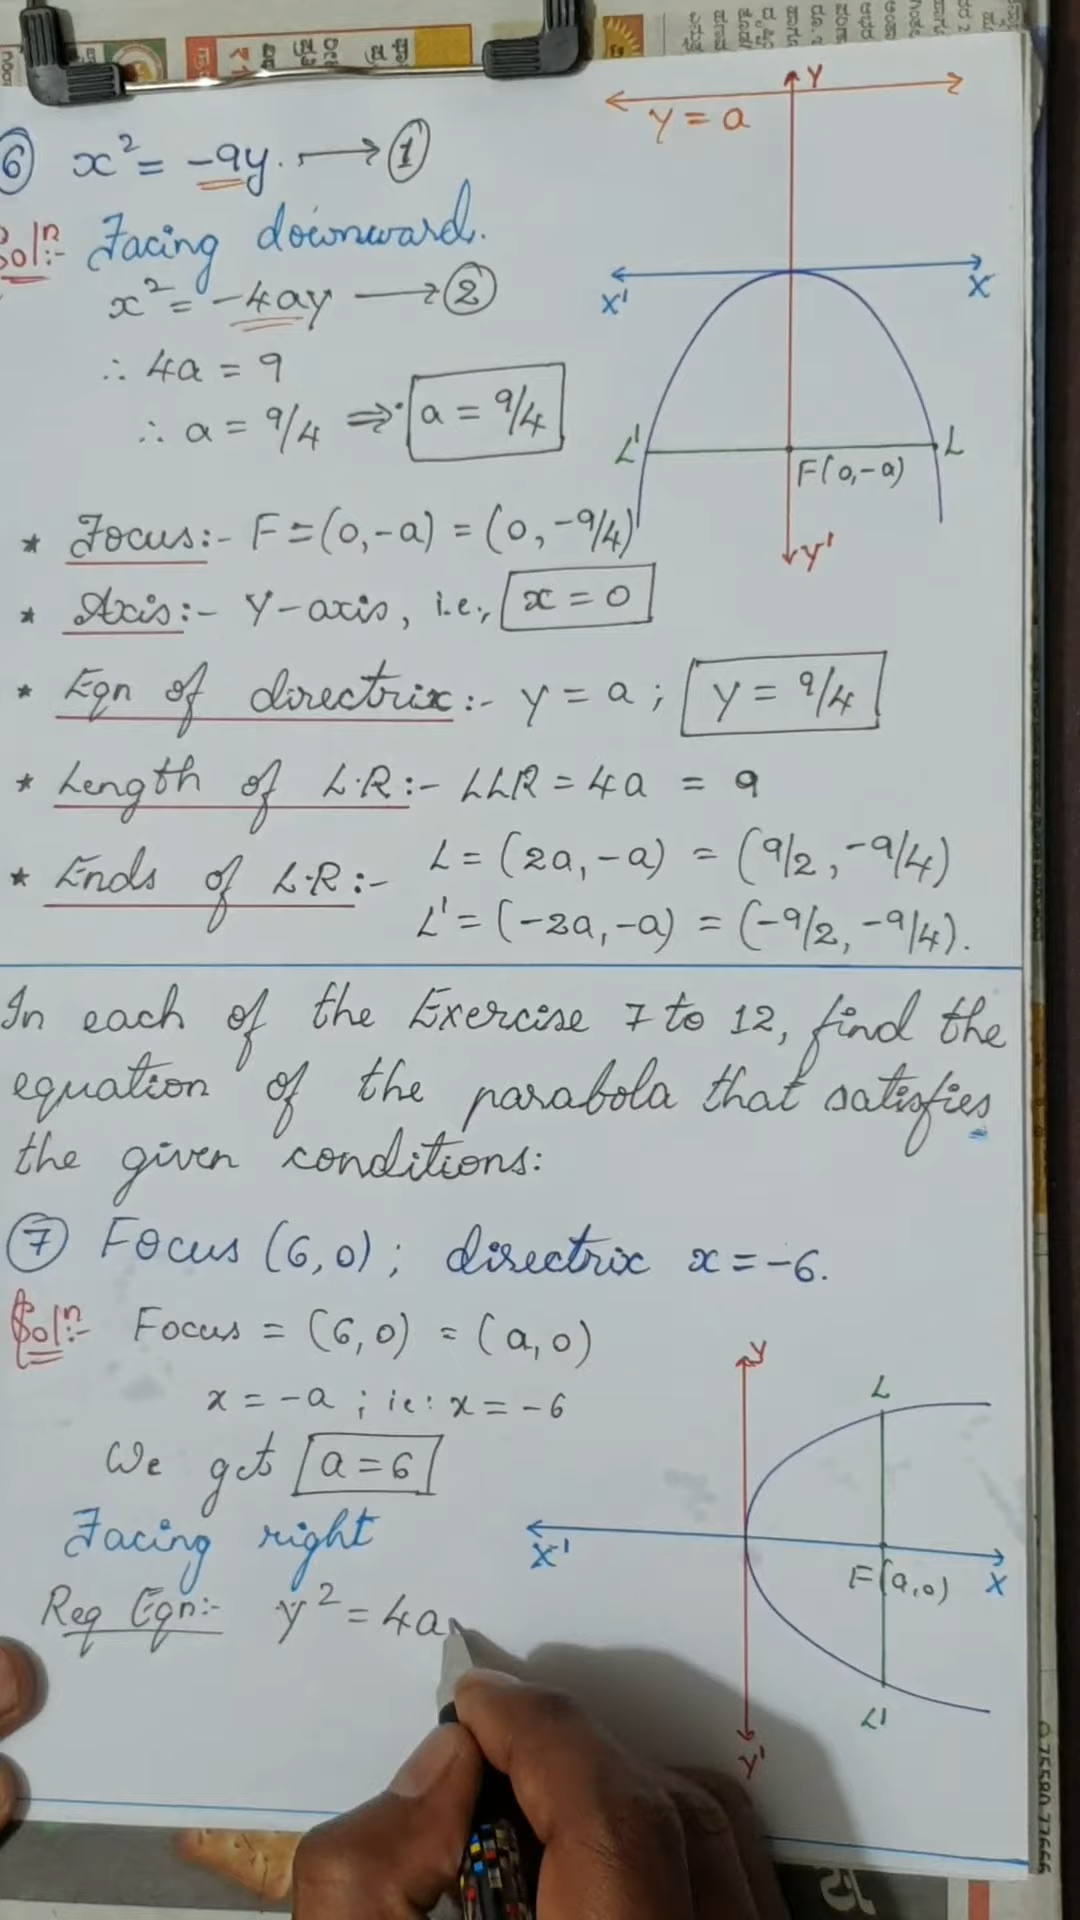 Y
y = a
6 x² = -9y. → 1
Solⁿ:- Facing downward.
X' X
x² = -4ay → 2
∴ 4a = 9
∴ a = 9/4 ⇒ a = 9/4
L' L
F(0,-a)
* Focus:- F = (0,-a) = (0, -9/4)
Y'
* Axis:- Y-axis, i.e., x = 0
* Eqn of directrix:- y = a ; y = 9/4
* Length of L.R:- LLR = 4a = 9
* Ends of L.R:- L = (2a, -a) = (9/2, -9/4)
L' = (-2a, -a) = (-9/2, -9/4).
In each of the Exercise 7 to 12, find the
equation of the parabola that satisfies
the given conditions:
7 Focus (6,0); directrix x = -6.
Solⁿ:- Focus = (6,0) = (a,0)
Y
L
x = -a ; ie: x = -6
We get a = 6
Facing right
X' X
F(a,0)
Req Eqn:- y² = 4a
L'
Y'